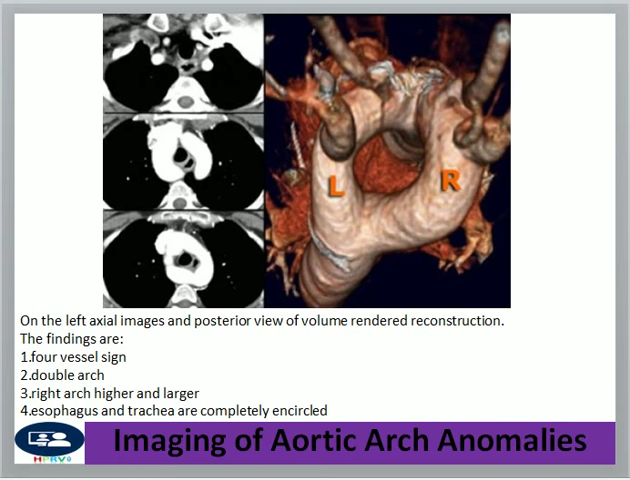 L
R
On the left axial images and posterior view of volume rendered reconstruction.
The findings are:
1.four vessel sign
2.double arch
3.right arch higher and larger
4.esophagus and trachea are completely encircled
Imaging of Aortic Arch Anomalies
HPRV